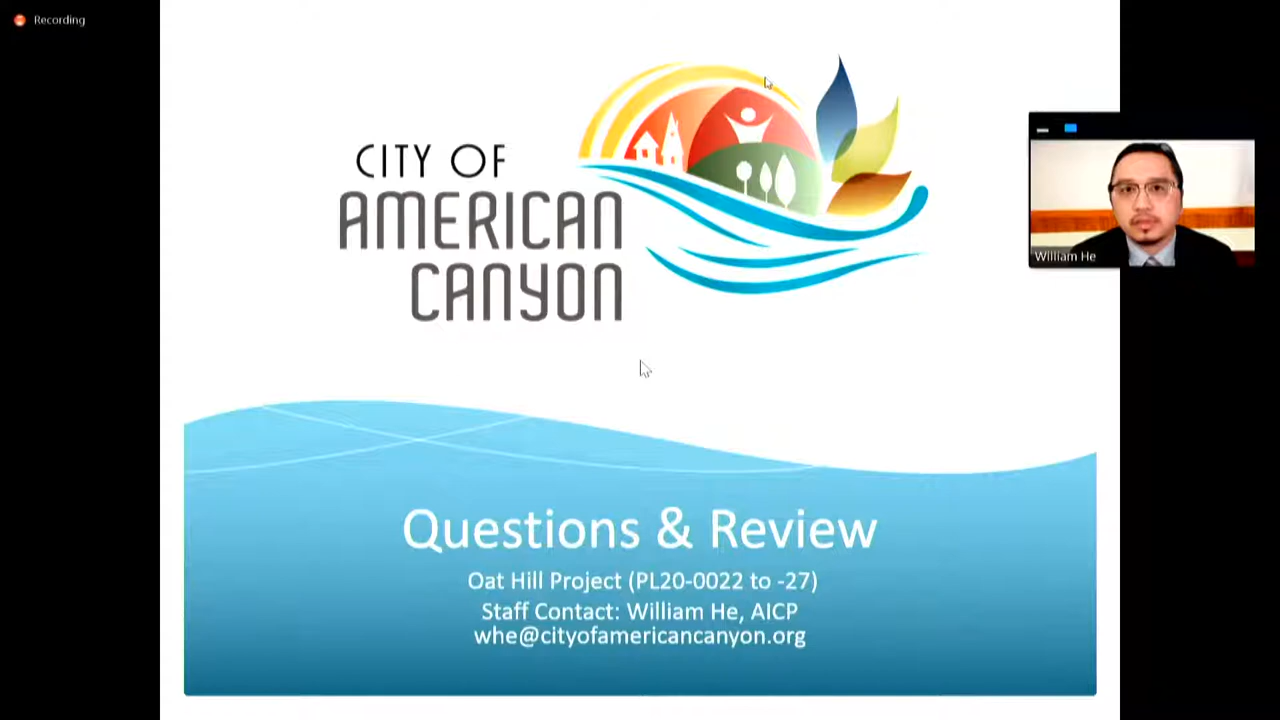 Recording
CITY OF
AMERICAN
CANYON
William He
Questions & Review
Oat Hill Project (PL20-0022 to -27)
Staff Contact: William He, AICP
whe@cityofamericancanyon.org